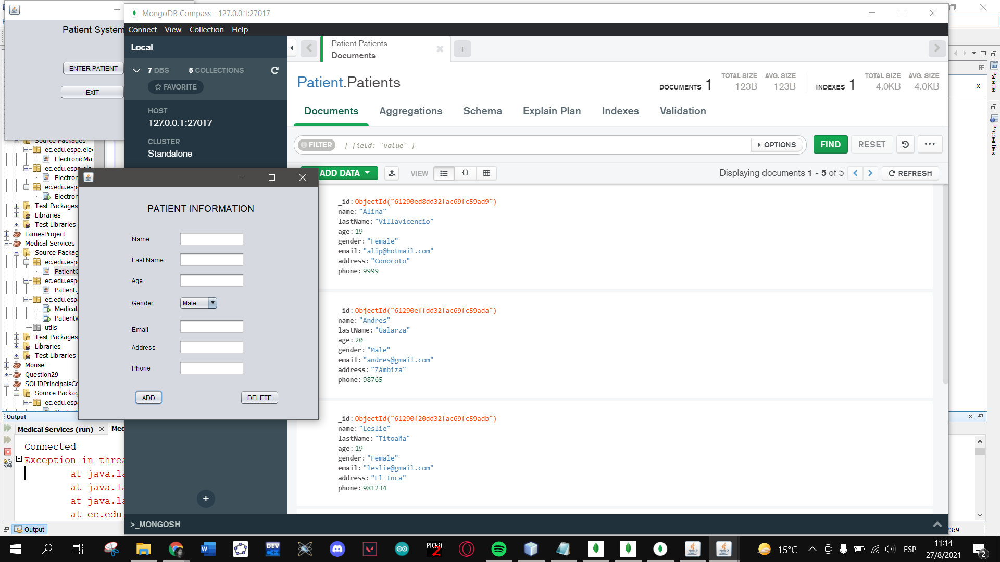 Patient System
ENTER PATIENT
EXIT
MongoDB Compass - 127.0.0.1:27017
Connect View Collection Help
Local
7 DBS 5 COLLECTIONS
FAVORITE
HOST
127.0.0.1:27017
CLUSTER
Standalone
Patient.Patients
Documents
Patient.Patients
DOCUMENTS 1 TOTAL SIZE 123B AVG. SIZE 123B INDEXES 1 TOTAL SIZE 4.0KB AVG. SIZE 4.0KB
Documents Aggregations Schema Explain Plan Indexes Validation
FILTER { field: 'value' } OPTIONS FIND RESET
ADD DATA VIEW Displaying documents 1 - 5 of 5 REFRESH
_id: ObjectId("61290ed8dd32fac69fc59ad9")
name: "Alina"
lastName: "Villavicencio"
age: 19
gender: "Female"
email: "alip@hotmail.com"
address: "Conocoto"
phone: 9999
_id: ObjectId("61290effdd32fac69fc59ada")
name: "Andres"
lastName: "Galarza"
age: 20
gender: "Male"
email: "andres@gmail.com"
address: "Zámbiza"
phone: 98765
_id: ObjectId("61290f20dd32fac69fc59adb")
name: "Leslie"
lastName: "Titoaña"
age: 19
gender: "Female"
email: "leslie@gmail.com"
address: "El Inca"
phone: 981234
>_MONGOSH
PATIENT INFORMATION
Name
Last Name
Age
Gender Male
Email
Address
Phone
ADD DELETE
Source Packages
ec.edu.espe.elec
ElectronicMat
ec.edu.espe
Electron
ec.edu.espe
Electron
Test Packages
Libraries
Test Libraries
LamesProject
Medical Services
Source Packag
ec.edu.espe
PatientC
ec.edu.espe
Patient.
ec.edu.espe
Medical
PatientV
utils
Test Packages
Libraries
Test Libraries
Mouse
Question29
SOLIDPrincipalsCo
Source Packag
ec.edu.espe
Output
Medical Services (run) Med
Connected
Exception in threa
at java.la
at java.la
at java.la
at ec.edu.
Output
Palette
Properties
15°C ESP 11:14
27/8/2021
2
DEV C++
PICkit 2